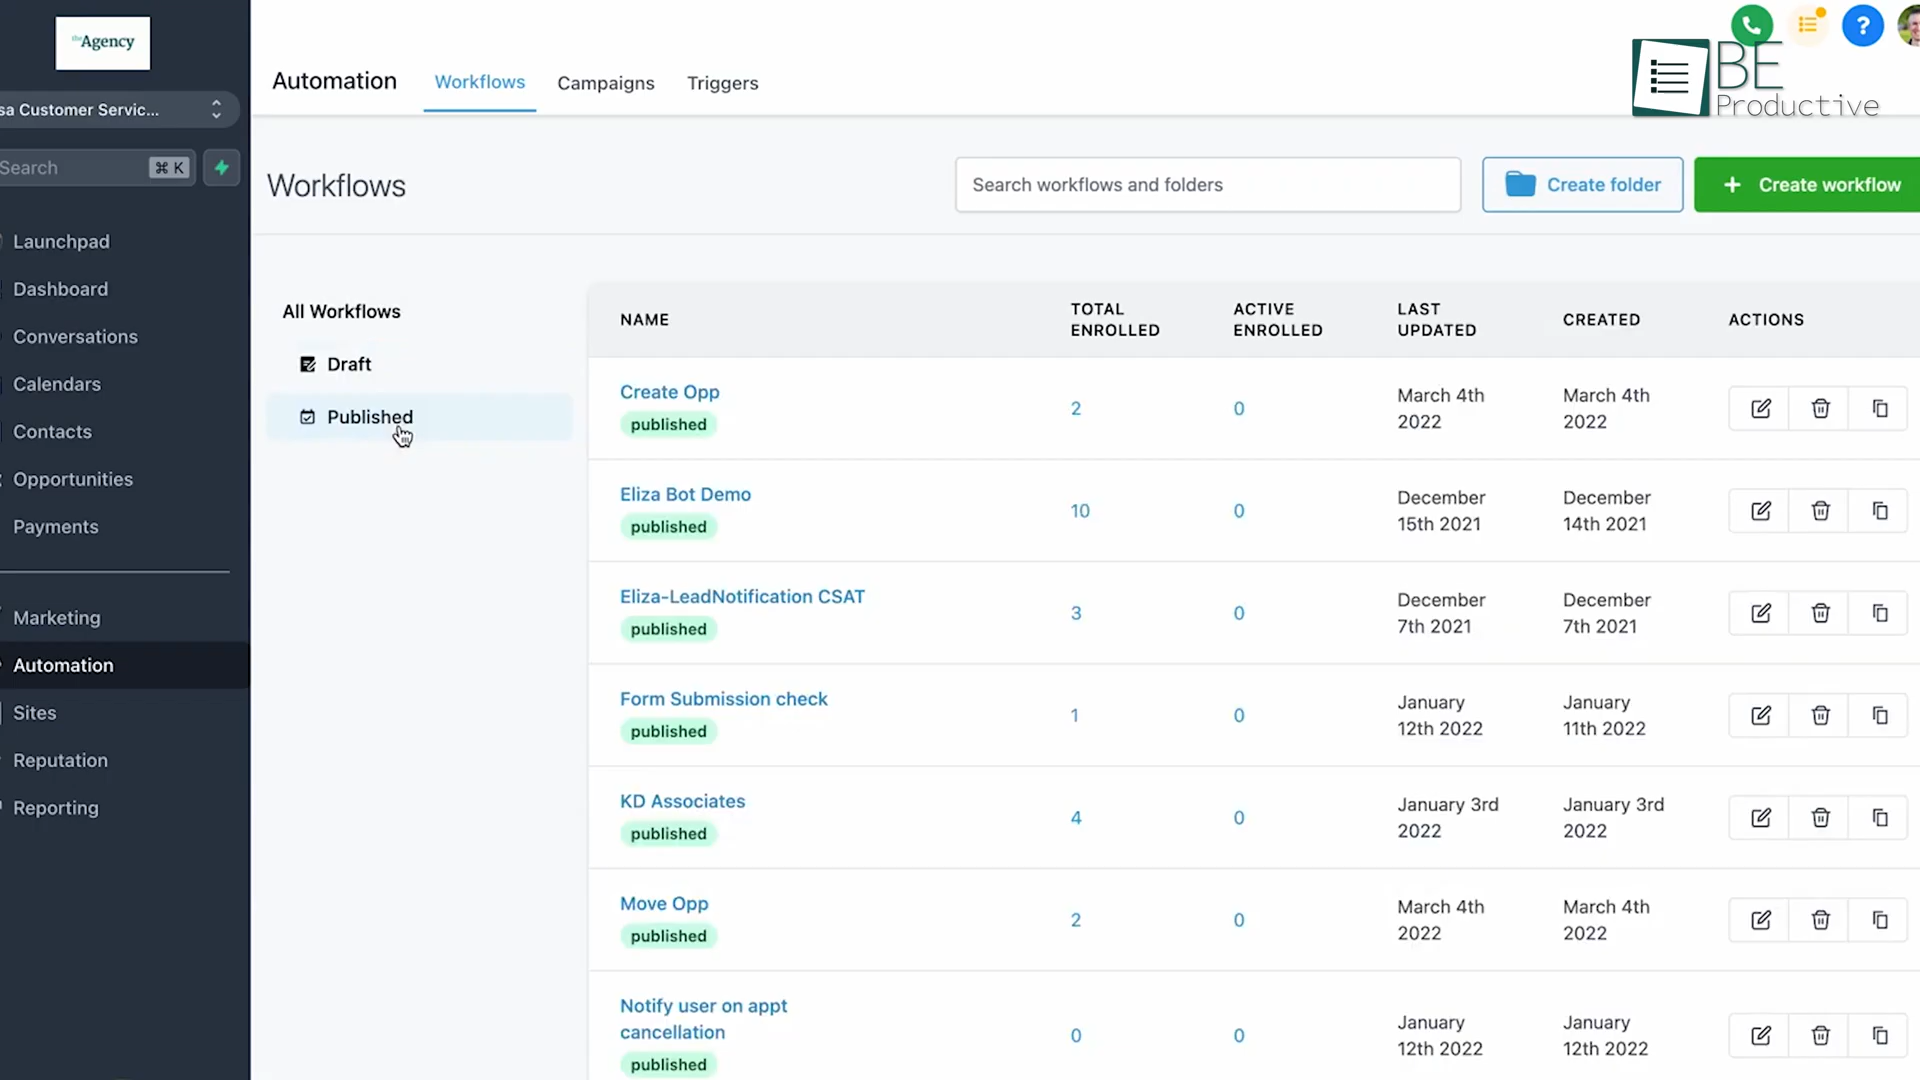 theAgency
sa Customer Servic...
Search
⌘ K
Launchpad
Dashboard
Conversations
Calendars
Contacts
Opportunities
Payments
Marketing
Automation
Sites
Reputation
Reporting
Automation
Workflows
Campaigns
Triggers
?
BE
Productive
Workflows
Search workflows and folders
Create folder
+ Create workflow
All Workflows
Draft
Published
NAME
TOTAL
ENROLLED
ACTIVE
ENROLLED
LAST
UPDATED
CREATED
ACTIONS
Create Opp
published
2
0
March 4th
2022
March 4th
2022
Eliza Bot Demo
published
10
0
December
15th 2021
December
14th 2021
Eliza-LeadNotification CSAT
published
3
0
December
7th 2021
December
7th 2021
Form Submission check
published
1
0
January
12th 2022
January
11th 2022
KD Associates
published
4
0
January 3rd
2022
January 3rd
2022
Move Opp
published
2
0
March 4th
2022
March 4th
2022
Notify user on appt
cancellation
published
0
0
January
12th 2022
January
12th 2022